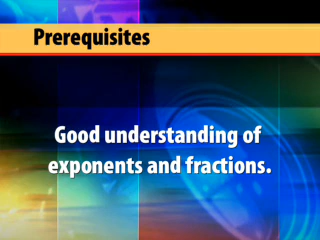 Prerequisites
Good understanding of
exponents and fractions.